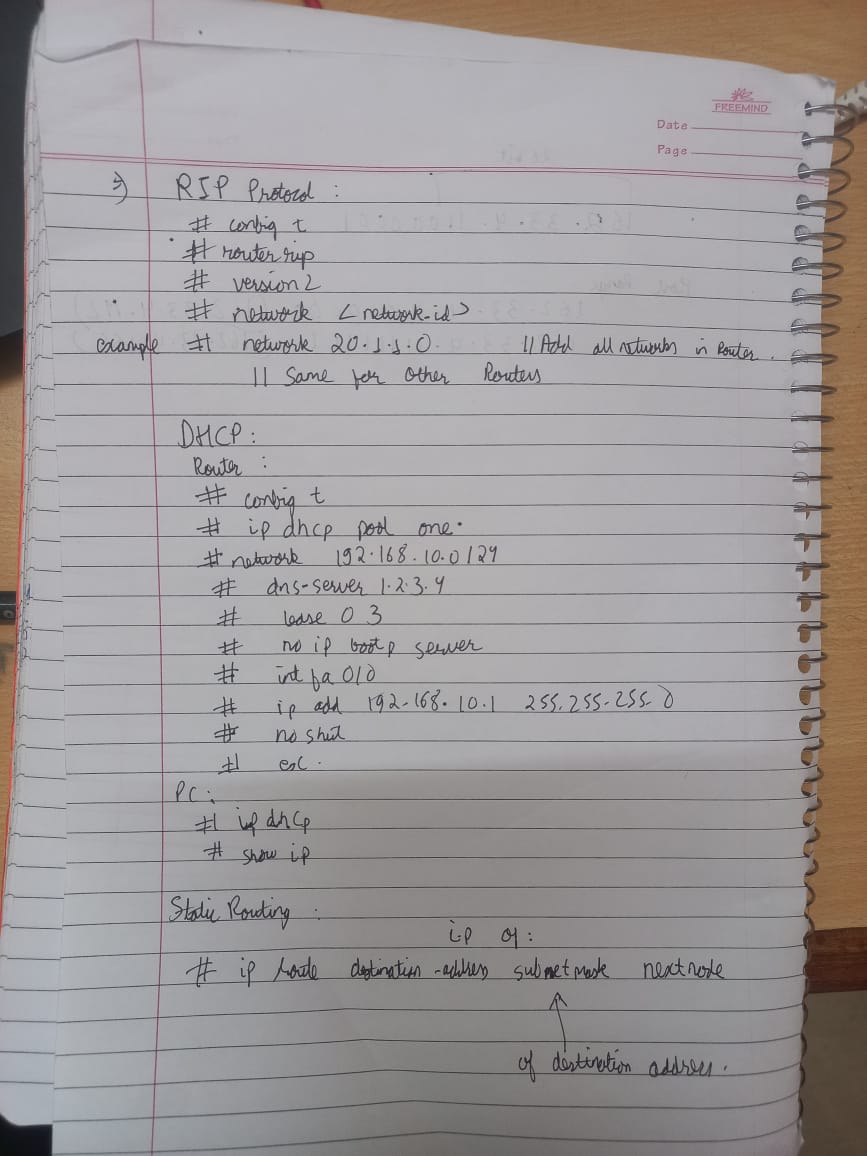 FREEMIND
Date
Page
⇒) RIP Protocol :
# config t
# router rip
# version 2
# network <network-id>
example # network 20.1.1.0 // Add all networks in Router.
// Same for other Routers
DHCP:
Router :
# config t
# ip dhcp pool one.
# network 192.168.10.0/24
# dns-server 1.2.3.4
# lease 0 3
# no ip bootp server
# int fa 0/0
# ip add 192.168.10.1 255.255.255.0
# no shut
# esc.
PC:
# ip dhcp
# show ip
Static Routing :
ip of:
# ip route destination-address subnet mask next node
of destination address.